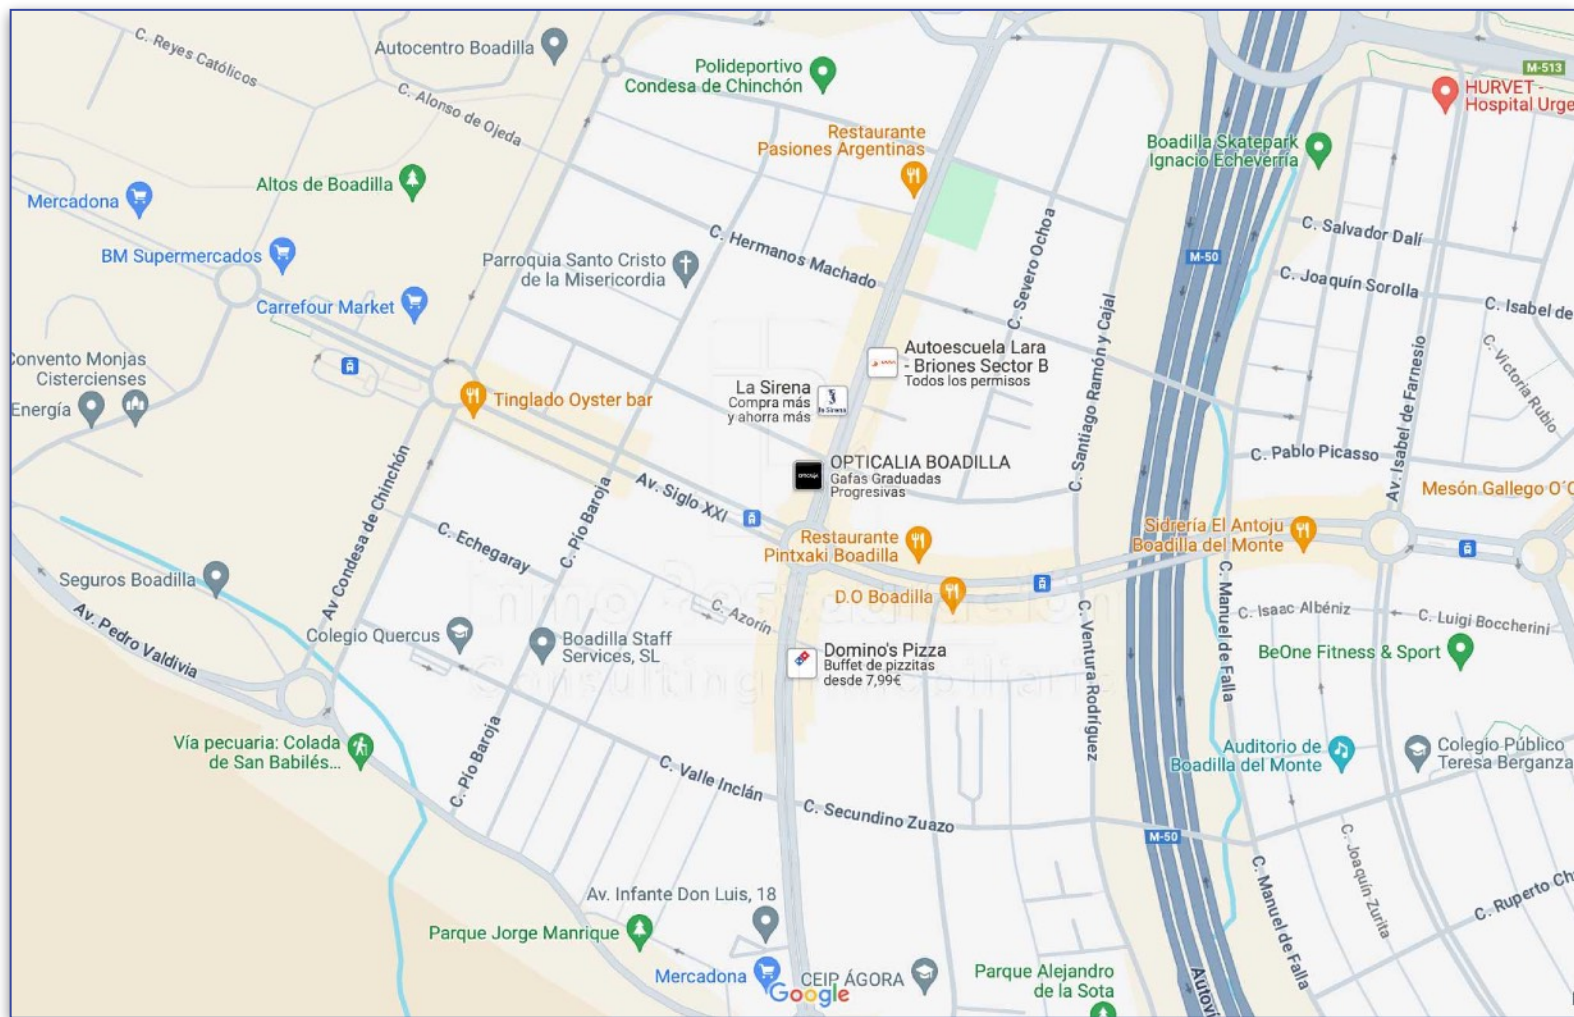 C. Reyes Católicos
Autocentro Boadilla
C. Alonso de Ojeda
Polideportivo
Condesa de Chinchón
M-513
HURVET -
Hospital Urge
Restaurante
Pasiones Argentinas
Boadilla Skatepark
Ignacio Echeverría
Altos de Boadilla
Mercadona
BM Supermercados
Carrefour Market
Parroquia Santo Cristo
de la Misericordia
C. Hermanos Machado
C. Severo Ochoa
M-50
C. Salvador Dalí
C. Joaquín Sorolla
C. Isabel de
C. Victoria Rubio
Convento Monjas
Cistercienses
Energía
Tinglado Oyster bar
Autoescuela Lara
- Briones Sector B
Todos los permisos
La Sirena
Compra más
y ahorra más
la Sirena
C. Santiago Ramón y Cajal
Av. Isabel de Farnesio
C. Pablo Picasso
OPTICALIA BOADILLA
Gafas Graduadas
Progresivas
Mesón Gallego O´C
Av. Siglo XXI
C. Pío Baroja
Av Condesa de Chinchón
C. Echegaray
Restaurante
Pintxaki Boadilla
Sidrería El Antoju
Boadilla del Monte
D.O Boadilla
Seguros Boadilla
Av. Pedro Valdivia
Colegio Quercus
Boadilla Staff
Services, SL
C. Azorín
Inmo Restauración
Consulting Inmobiliaria
Domino's Pizza
Buffet de pizzitas
desde 7,99€
C. Ventura Rodríguez
C. Manuel de Falla
C. Isaac Albéniz
C. Luigi Boccherini
BeOne Fitness & Sport
Vía pecuaria: Colada
de San Babilés...
C. Pío Baroja
C. Valle Inclán
C. Secundino Zuazo
Auditorio de
Boadilla del Monte
Colegio Público
Teresa Berganza
M-50
C. Joaquín Zurita
C. Manuel de Falla
C. Ruperto Ch
Av. Infante Don Luis, 18
Parque Jorge Manrique
Mercadona
CEIP ÁGORA
Google
Parque Alejandro
de la Sota
Autoví